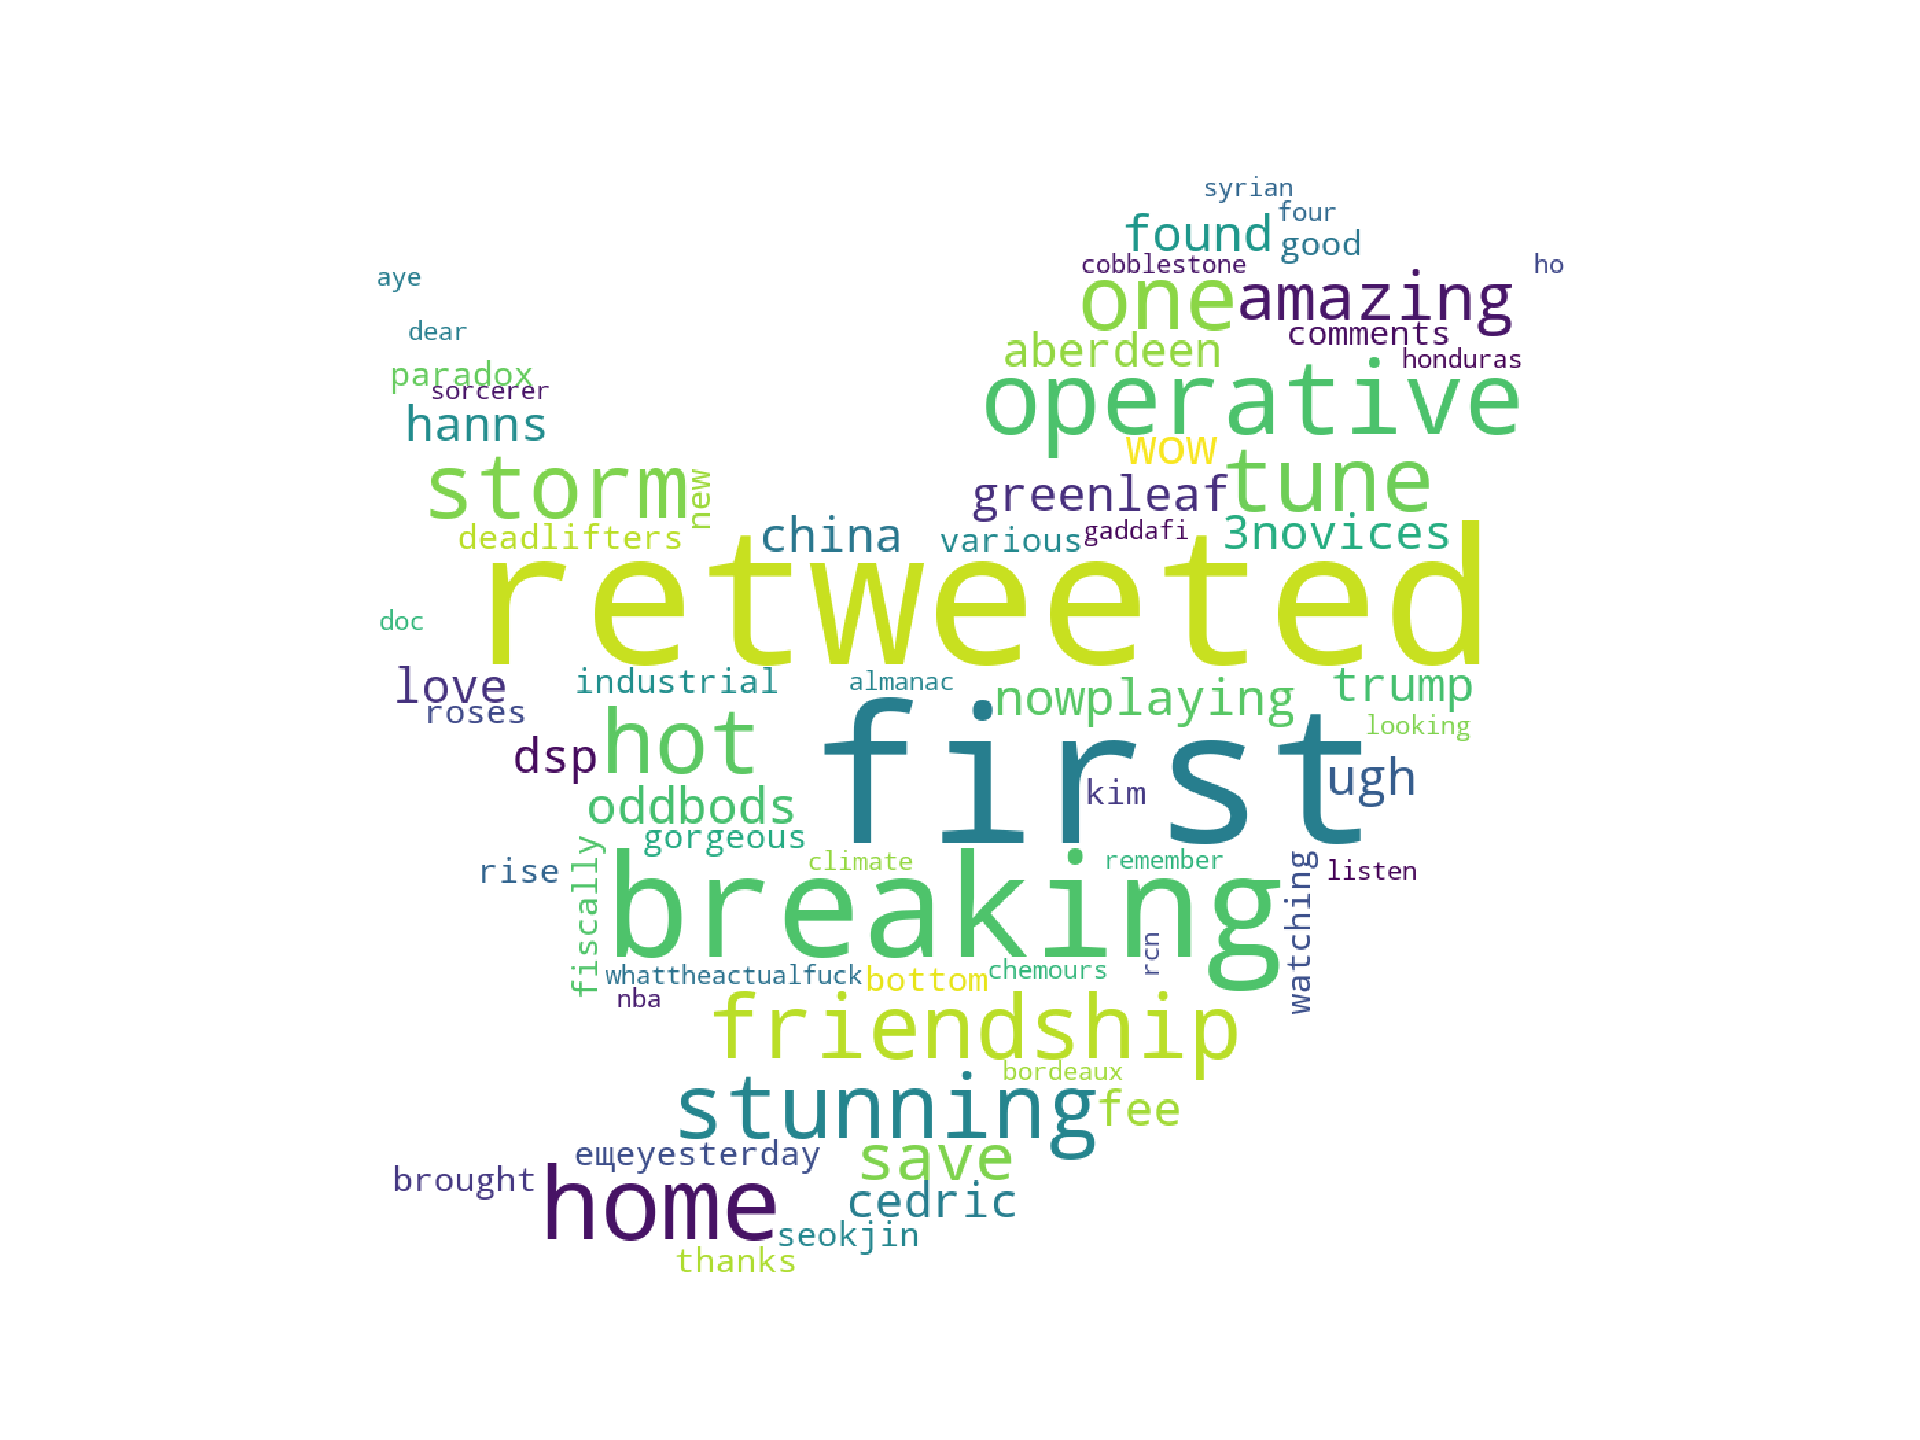 syrian
four
found
good
cobblestone
ho
aye
one
amazing
dear
comments
aberdeen
honduras
paradox
sorcerer
operative
hanns
wow
storm
new
greenleaf
tune
deadlifters
china
various
gaddafi
3novices
retweeted
doc
love
industrial
almanac
nowplaying
trump
roses
looking
hot
dsp
first
kim
ugh
oddbods
gorgeous
climate
remember
rise
listen
fiscally
breaking
watching
rcn
whattheactualfuck
bottom
chemours
nba
friendship
bordeaux
stunning
fee
ещеyesterday
save
brought
home
cedric
seokjin
thanks